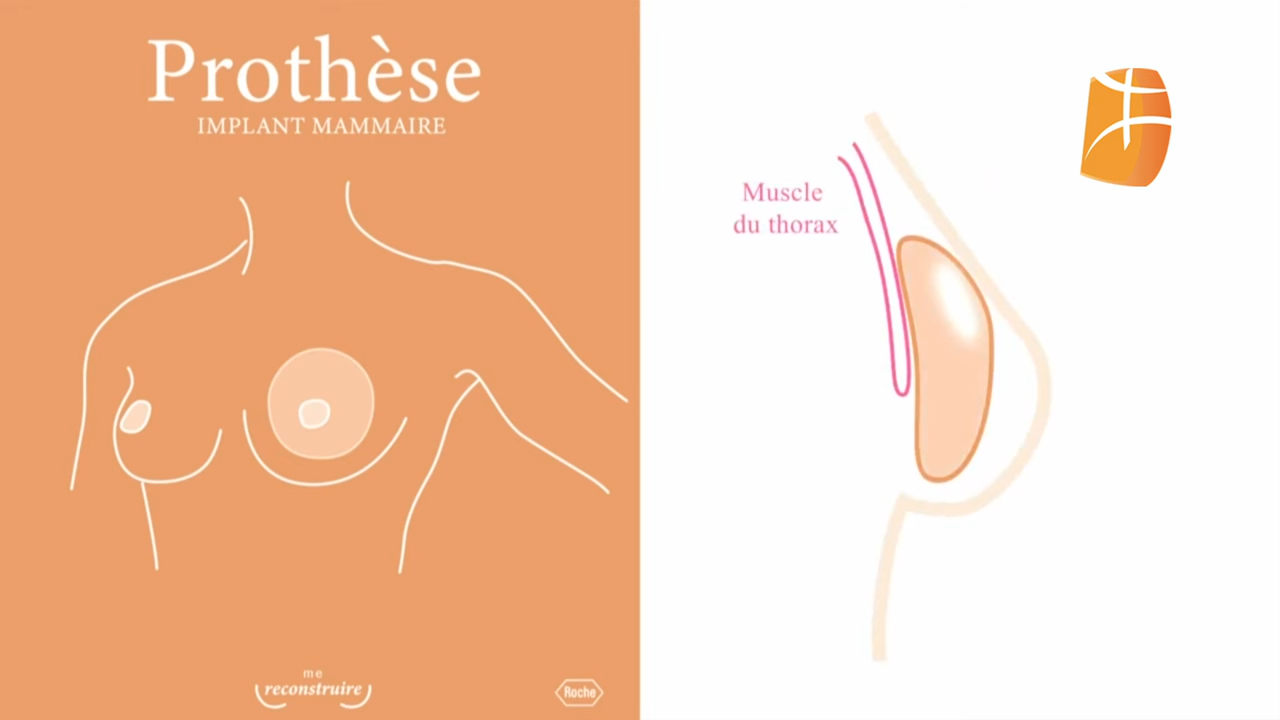 Prothèse
IMPLANT MAMMAIRE
Muscle
du thorax
me
reconstruire
Roche